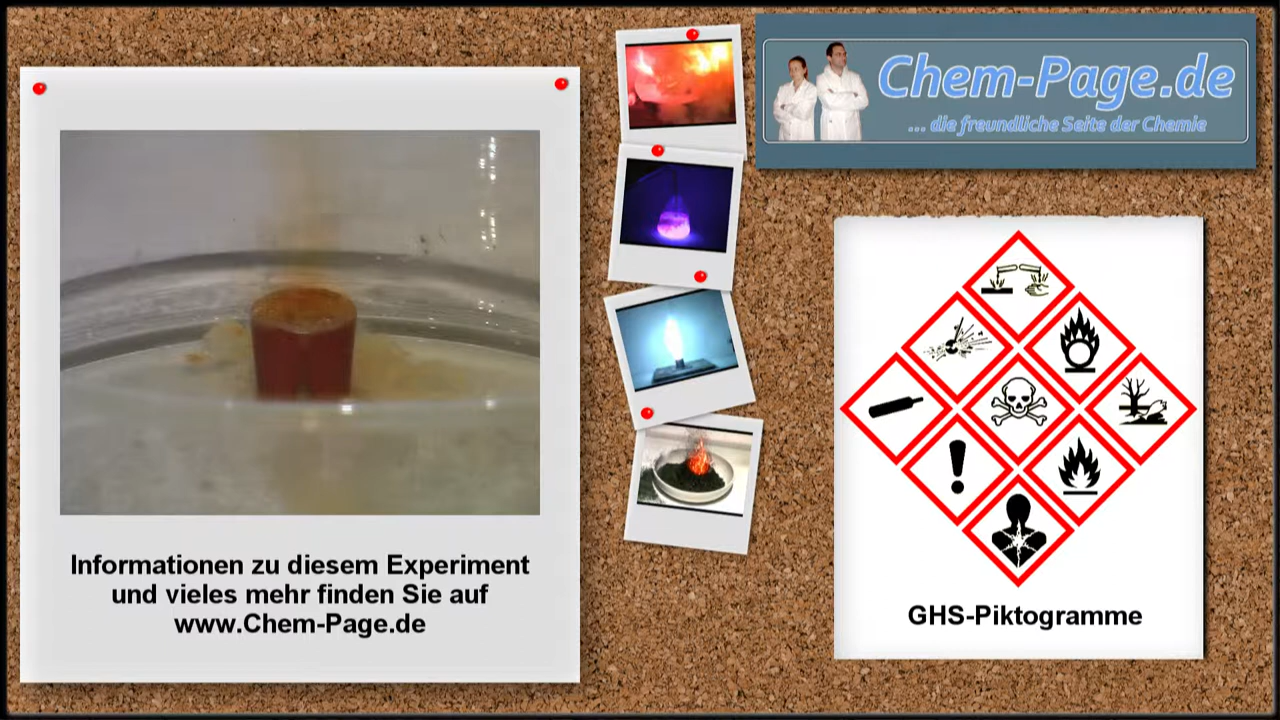 Chem-Page.de
... die freundliche Seite der Chemie
Informationen zu diesem Experiment
und vieles mehr finden Sie auf
www.Chem-Page.de
GHS-Piktogramme